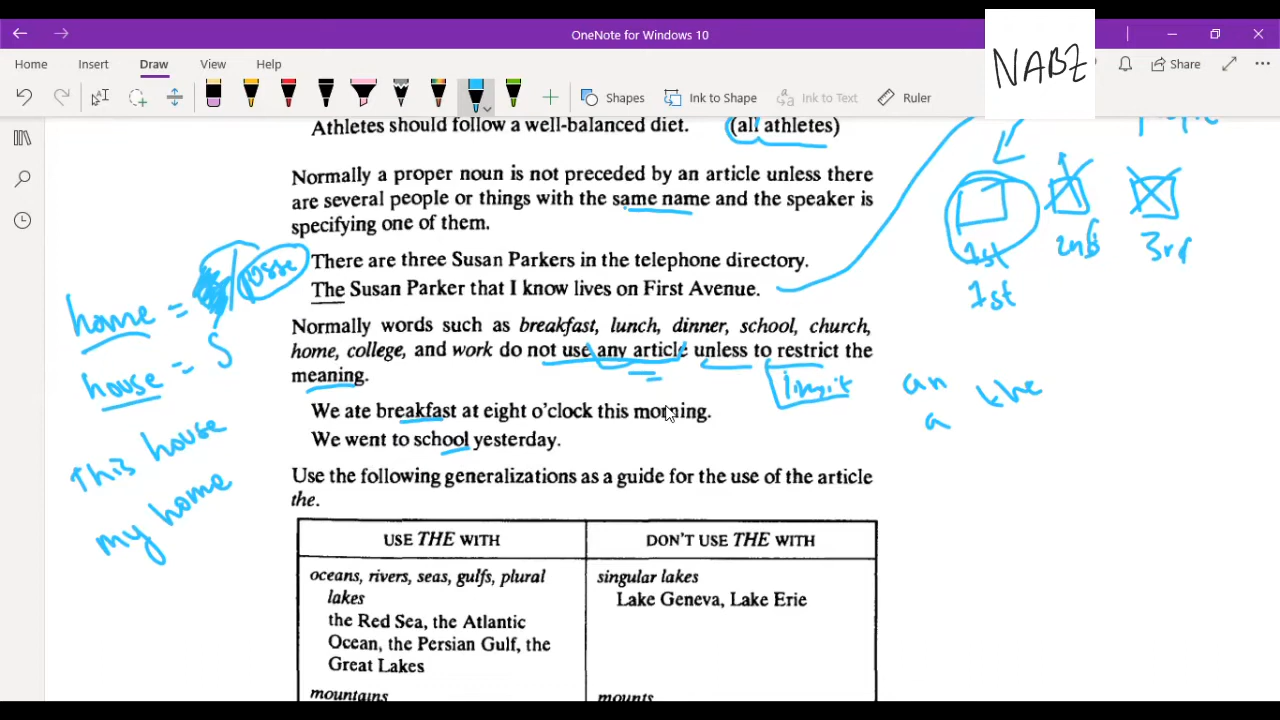 OneNote for Windows 10
NABZ
Home Insert Draw View Help
Share
Shapes
Ink to Shape
Ink to Text
Ruler
Athletes should follow a well-balanced diet. (all athletes)
Normally a proper noun is not preceded by an article unless there
are several people or things with the same name and the speaker is
specifying one of them.
There are three Susan Parkers in the telephone directory.
The Susan Parker that I know lives on First Avenue.
Normally words such as breakfast, lunch, dinner, school, church,
home, college, and work do not use any article unless to restrict the
meaning.
We ate breakfast at eight o'clock this morning.
We went to school yesterday.
Use the following generalizations as a guide for the use of the article
the.
USE THE WITH
DON'T USE THE WITH
oceans, rivers, seas, gulfs, plural
lakes
the Red Sea, the Atlantic
Ocean, the Persian Gulf, the
Great Lakes
singular lakes
Lake Geneva, Lake Erie
mountains
mounts
home =
house = S
This house
my home
limit
an
a
the
1st
1st
2nd
3rd